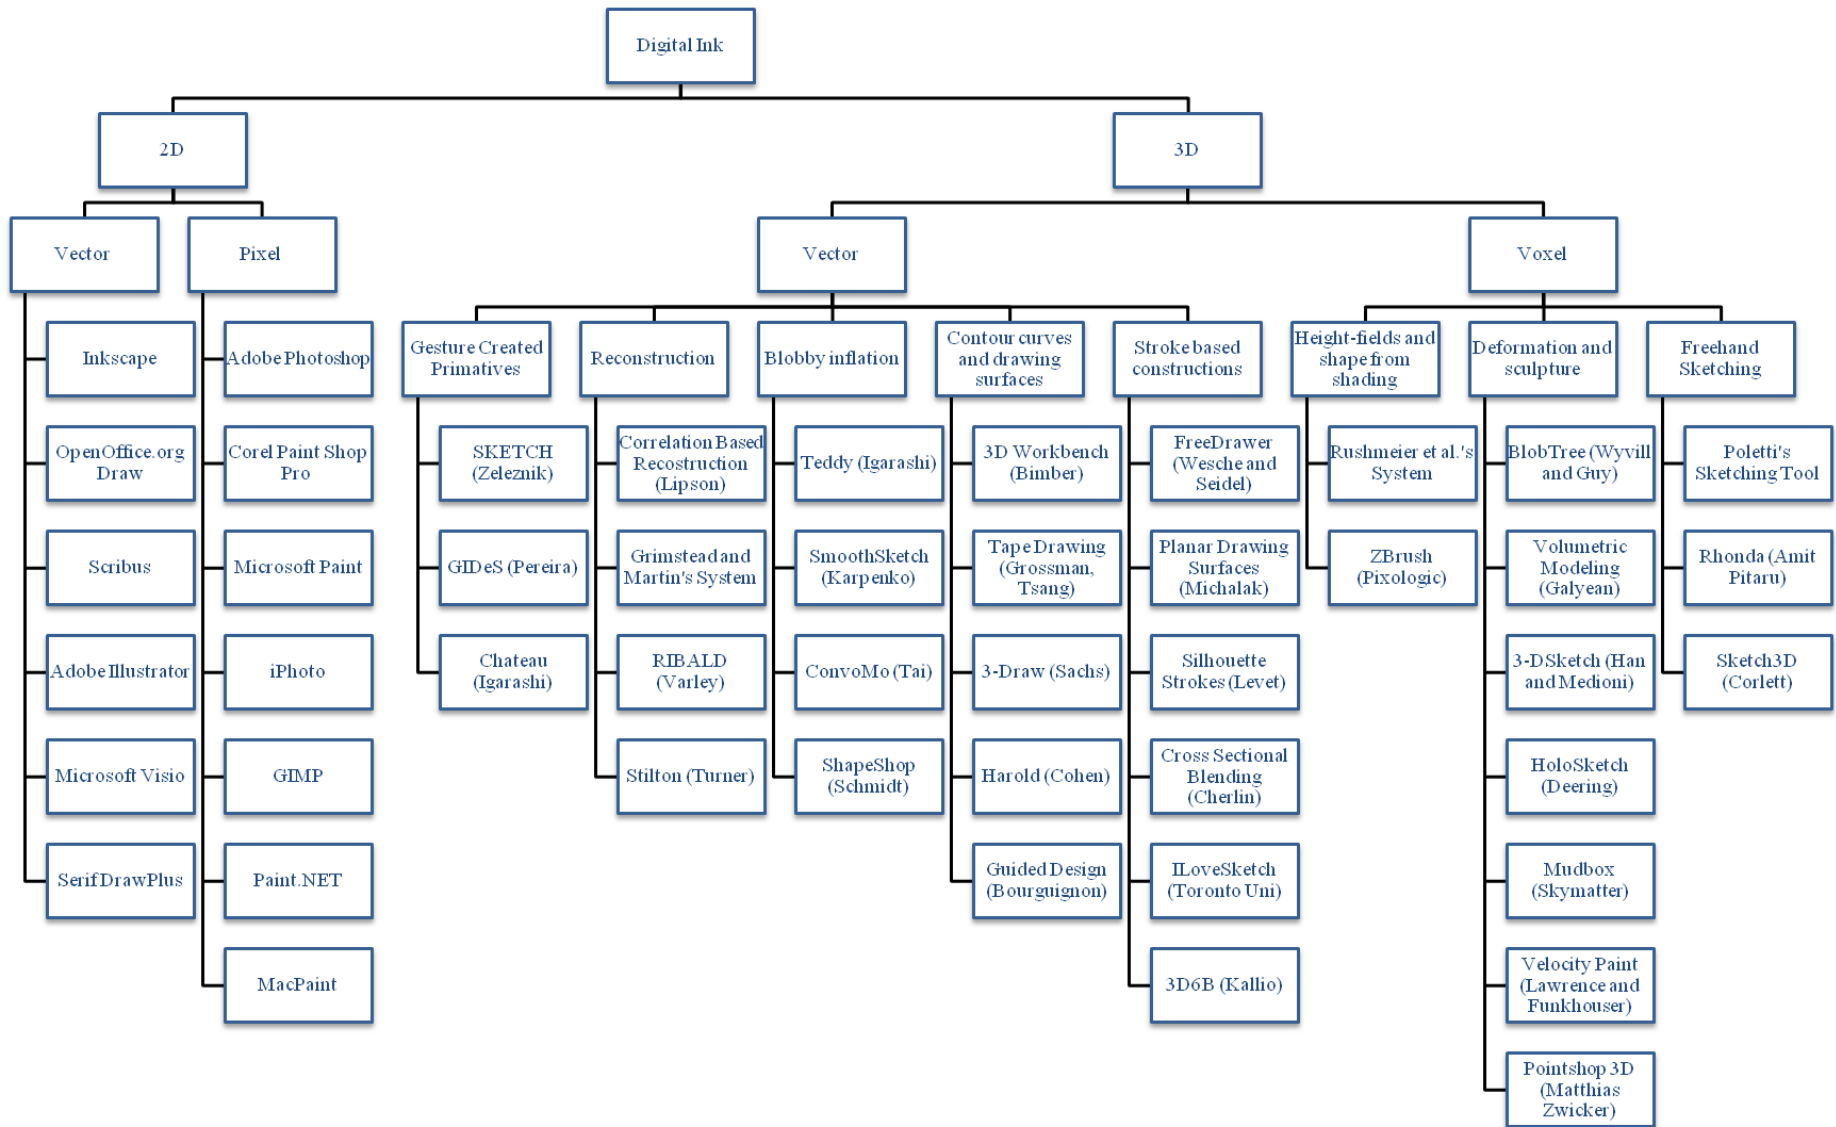 Digital Ink
2D
3D
Vector
Pixel
Vector
Voxel
Inkscape
OpenOffice.org
Draw
Scribus
Adobe Illustrator
Microsoft Visio
Serif DrawPlus
Adobe Photoshop
Corel Paint Shop
Pro
Microsoft Paint
iPhoto
GIMP
Paint.NET
MacPaint
Gesture Created
Primatives
SKETCH
(Zeleznik)
GIDeS (Pereira)
Chateau
(Igarashi)
Reconstruction
Correlation Based
Recostruction
(Lipson)
Grimstead and
Martin's System
RIBALD
(Varley)
Stilton (Turner)
Blobby inflation
Teddy (Igarashi)
SmoothSketch
(Karpenko)
ConvoMo (Tai)
ShapeShop
(Schmidt)
Contour curves
and drawing
surfaces
3D Workbench
(Bimber)
Tape Drawing
(Grossman,
Tsang)
3-Draw (Sachs)
Harold (Cohen)
Guided Design
(Bourguignon)
Stroke based
constructions
FreeDrawer
(Wesche and
Seidel)
Planar Drawing
Surfaces
(Michalak)
Silhouette
Strokes (Levet)
Cross Sectional
Blending
(Cherlin)
ILoveSketch
(Toronto Uni)
3D6B (Kallio)
Height-fields and
shape from
shading
Rushmeier et al.'s
System
ZBrush
(Pixologic)
Deformation and
sculpture
BlobTree (Wyvill
and Guy)
Volumetric
Modeling
(Galyean)
3-DSketch (Han
and Medioni)
HoloSketch
(Deering)
Mudbox
(Skymatter)
Velocity Paint
(Lawrence and
Funkhouser)
Pointshop 3D
(Matthias
Zwicker)
Freehand
Sketching
Poletti's
Sketching Tool
Rhonda (Amit
Pitaru)
Sketch3D
(Corlett)